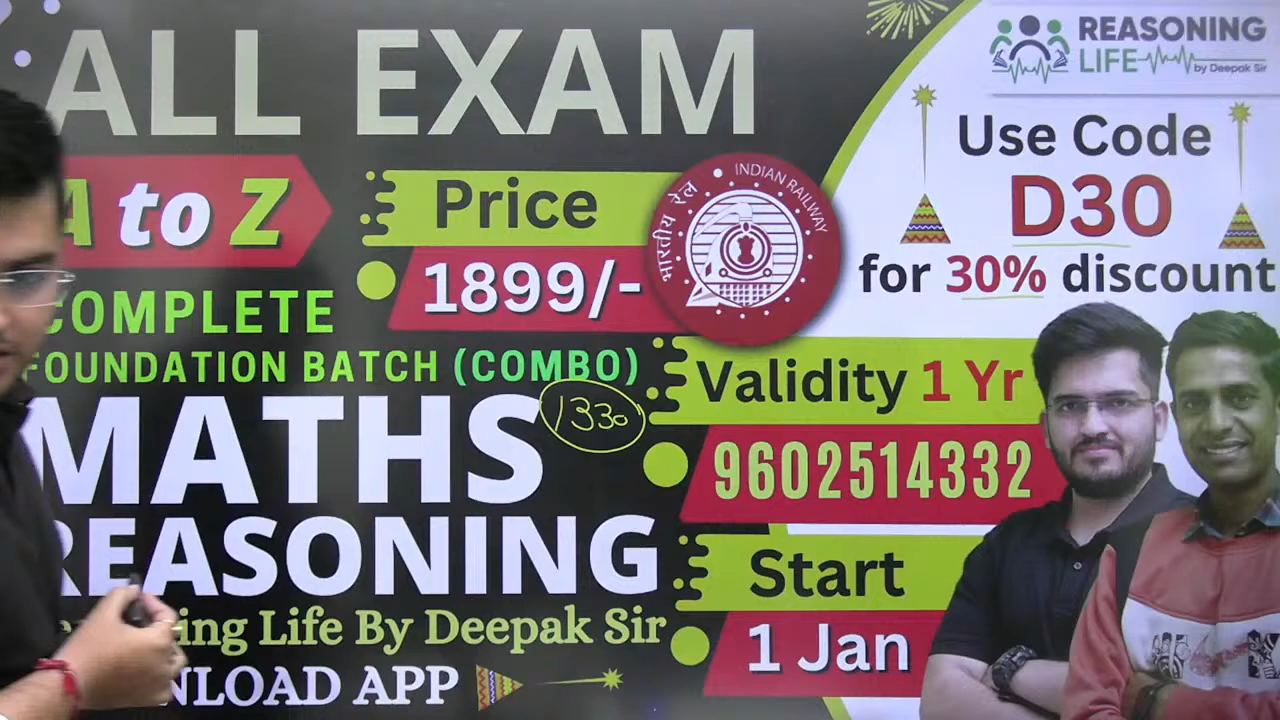 ALL EXAM
A to Z
COMPLETE
FOUNDATION BATCH (COMBO)
MATHS
1330
REASONING
ing Life By Deepak Sir
NLOAD APP
Price
1899/-
भारतीय रेल
INDIAN RAILWAY
Validity 1 Yr
9602514332
Start
1 Jan
REASONING
LIFE
by Deepak Sir
Use Code
D30
for 30% discount